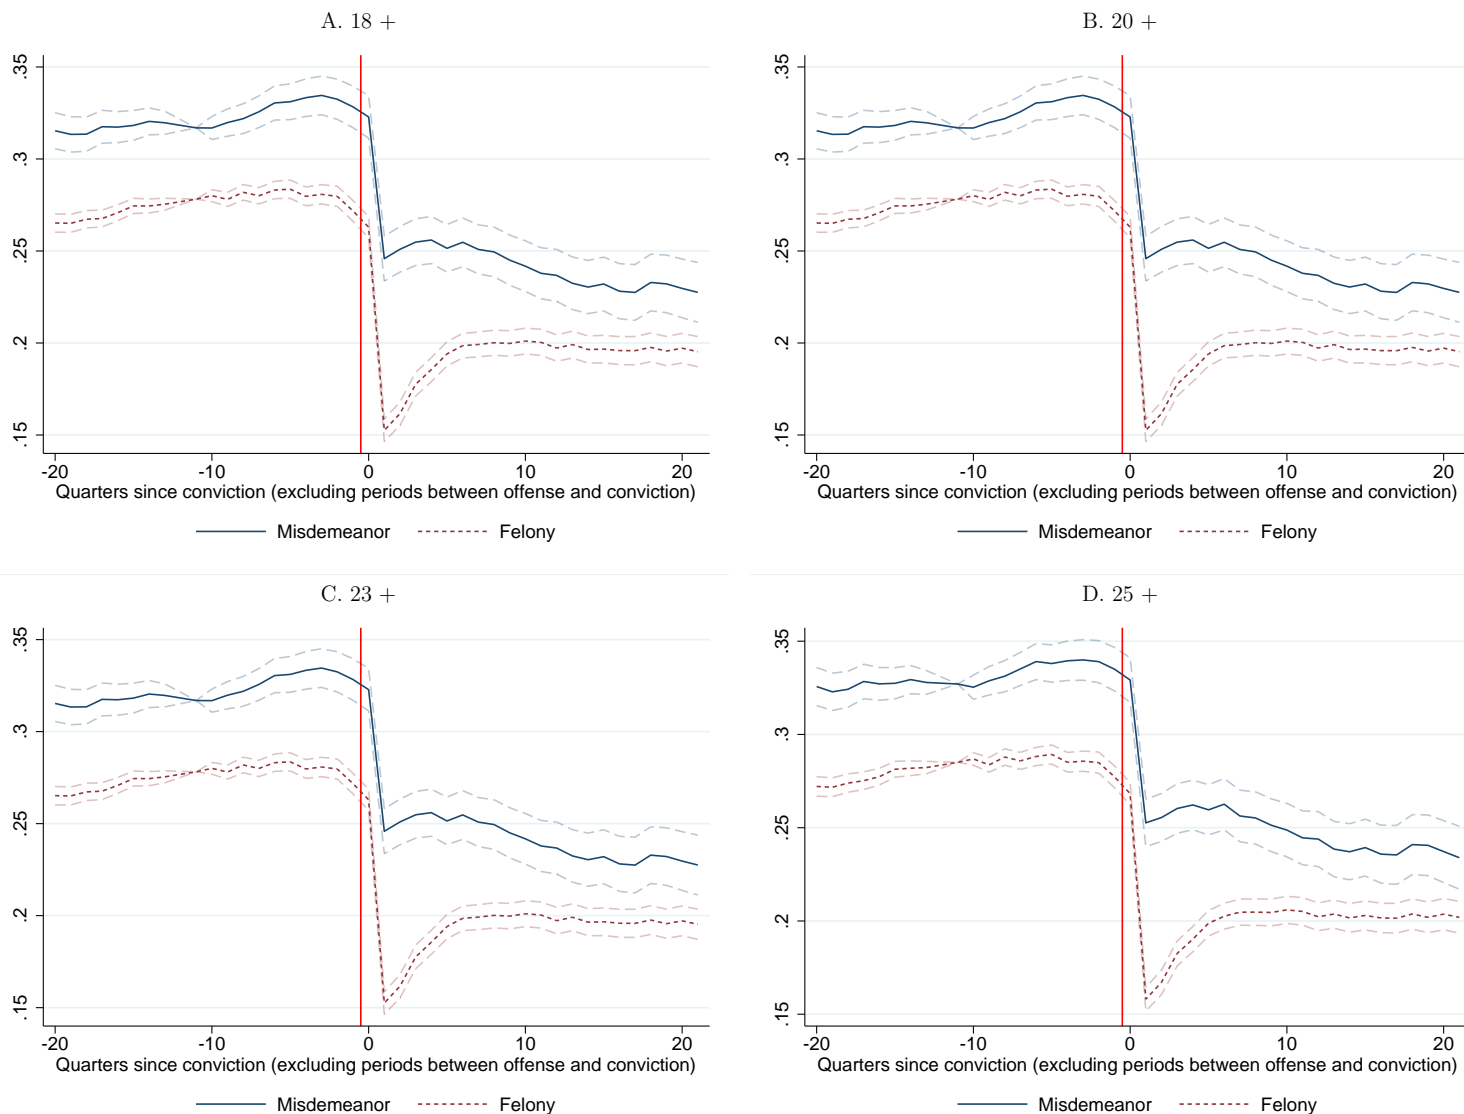 A. 18 +
.35
.3
.25
.2
.15
-20 -10 0 10 20
Quarters since conviction (excluding periods between offense and conviction)
Misdemeanor Felony
B. 20 +
.35
.3
.25
.2
.15
-20 -10 0 10 20
Quarters since conviction (excluding periods between offense and conviction)
Misdemeanor Felony
C. 23 +
.35
.3
.25
.2
.15
-20 -10 0 10 20
Quarters since conviction (excluding periods between offense and conviction)
Misdemeanor Felony
D. 25 +
.35
.3
.25
.2
.15
-20 -10 0 10 20
Quarters since conviction (excluding periods between offense and conviction)
Misdemeanor Felony